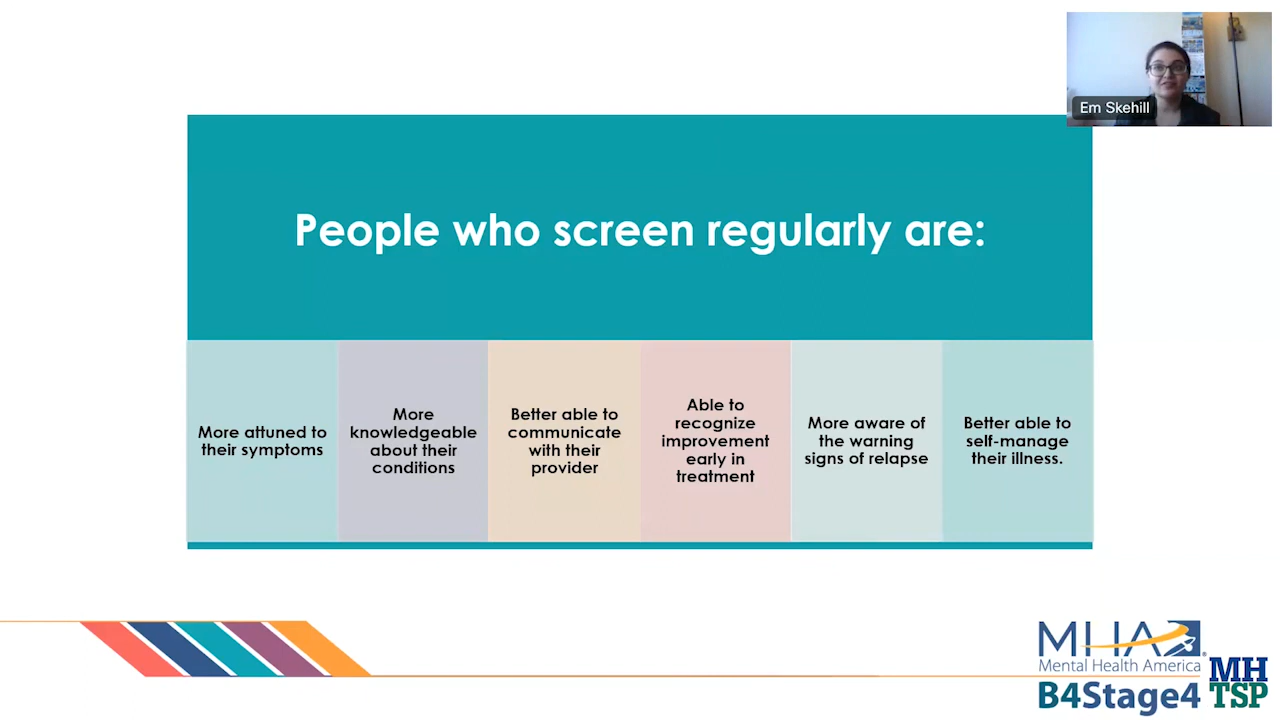 Em Skehill
People who screen regularly are:
More attuned to
their symptoms
More
knowledgeable
about their
conditions
Better able to
communicate
with their
provider
Able to
recognize
improvement
early in
treatment
More aware of
the warning
signs of relapse
Better able to
self-manage
their illness.
MHA
®
Mental Health America
B4Stage4
MH
TSP